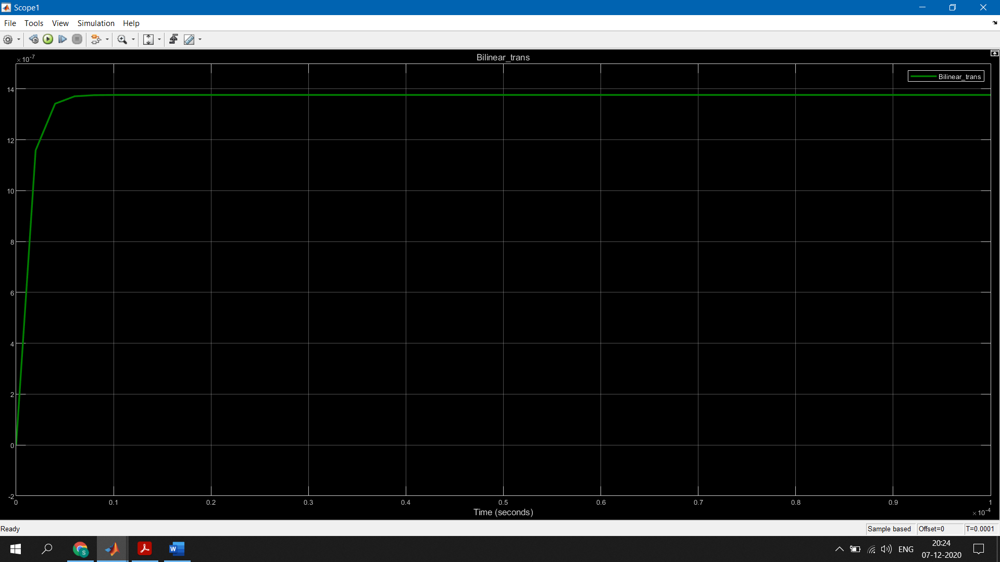 Scope1
File Tools View Simulation Help
×10-7
Bilinear_trans
Bilinear_trans
14
12
10
8
6
4
2
0
-2
0 0.1 0.2 0.3 0.4 0.5 0.6 0.7 0.8 0.9 1
Time (seconds)
×10-4
Ready
Sample based Offset=0 T=0.0001
S
W
ENG
20:24
07-12-2020